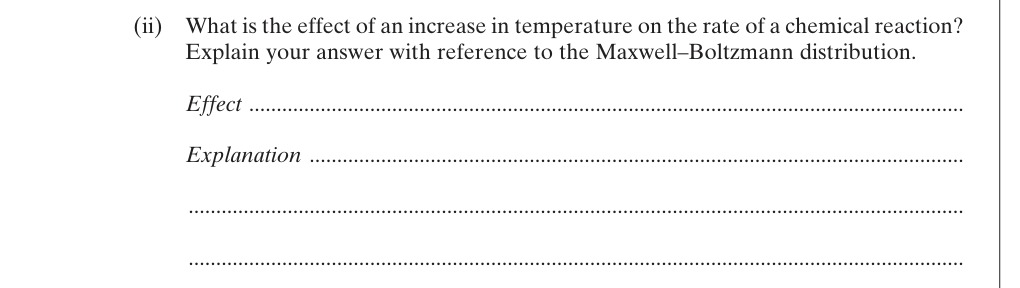 (ii) What is the effect of an increase in temperature on the rate of a chemical reaction?
Explain your answer with reference to the Maxwell–Boltzmann distribution.
Effect ..........................................................................................................................
Explanation ................................................................................................................
....................................................................................................................................
....................................................................................................................................